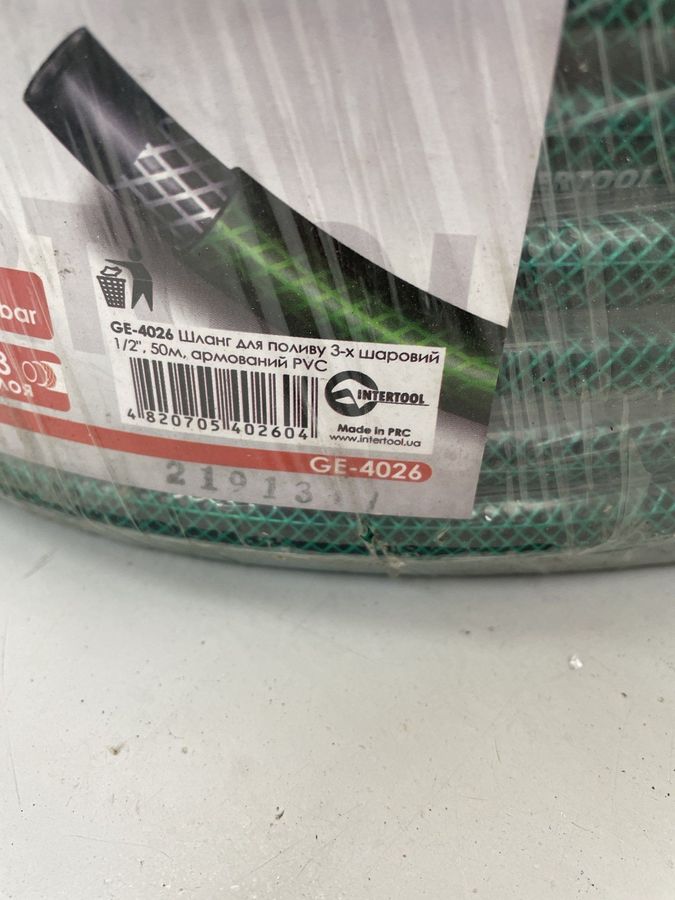 INTERTOOL
bar
3
GE-4026 Шланг для поливу 3-х шаровий
1/2", 50м, армований PVC
4 820705 402604
INTERTOOL
Made in PRC
www.intertool.ua
GE-4026